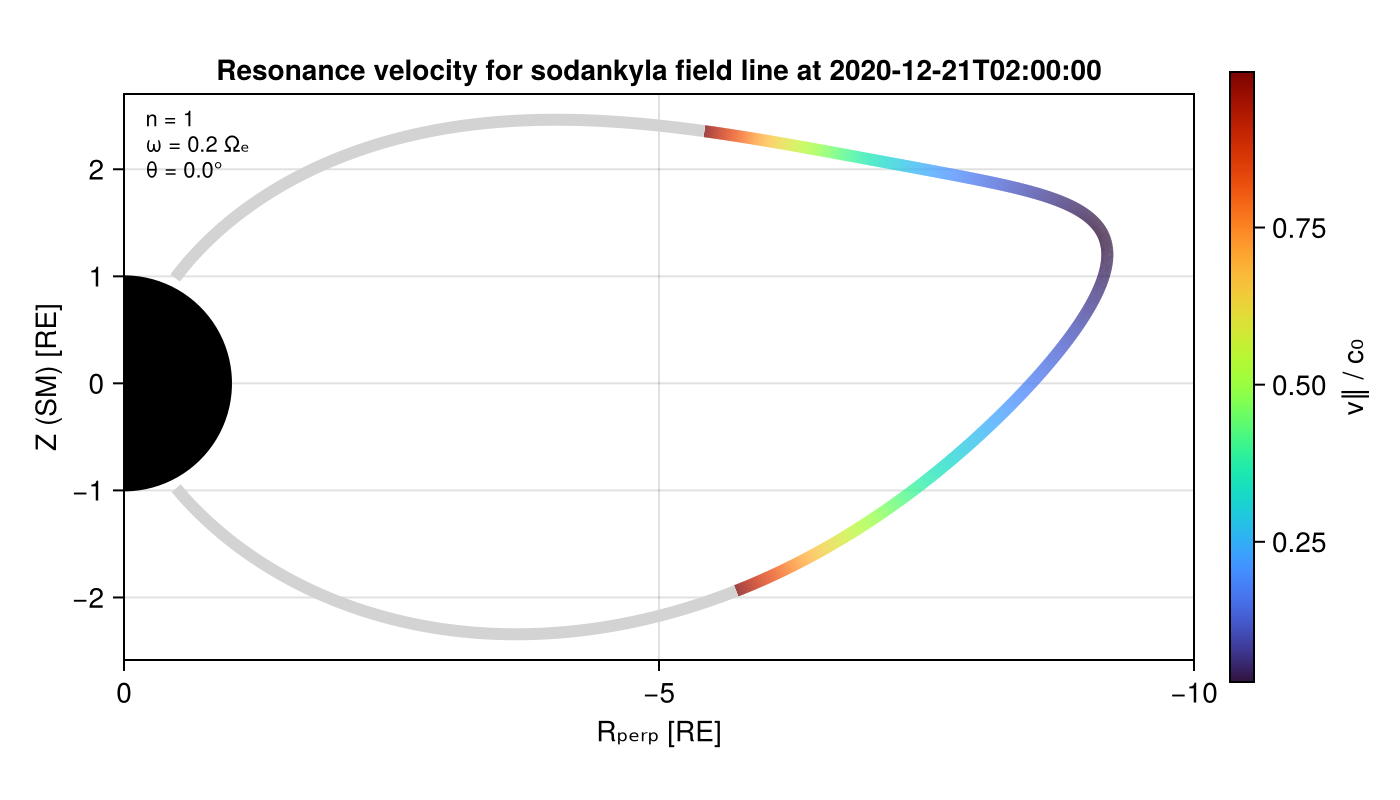 Resonance velocity for sodankyla field line at 2020-12-21T02:00:00
n = 1
ω = 0.2 Ωₑ
θ = 0.0°
2
1
0
−1
−2
Z (SM) [RE]
0
−5
−10
Rₚₑᵣₚ [RE]
0.75
0.50
0.25
v∥ / c₀